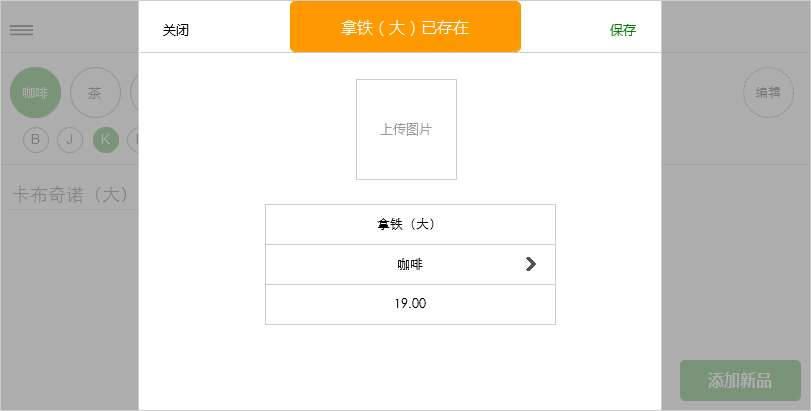 关闭
拿铁（大）已存在
保存
咖啡
茶
编辑
B
J
K
上传图片
卡布奇诺（大）
拿铁（大）
咖啡
19.00
添加新品